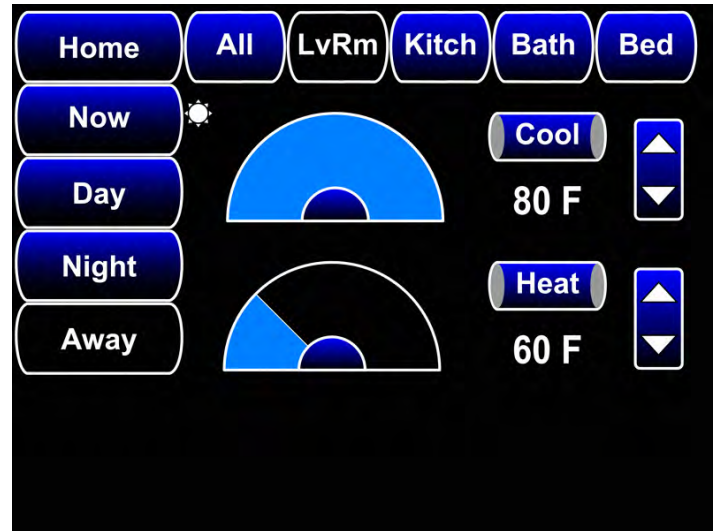 Home All LvRm Kitch Bath Bed
Now
Day
Night
Away
Cool
80 F
Heat
60 F